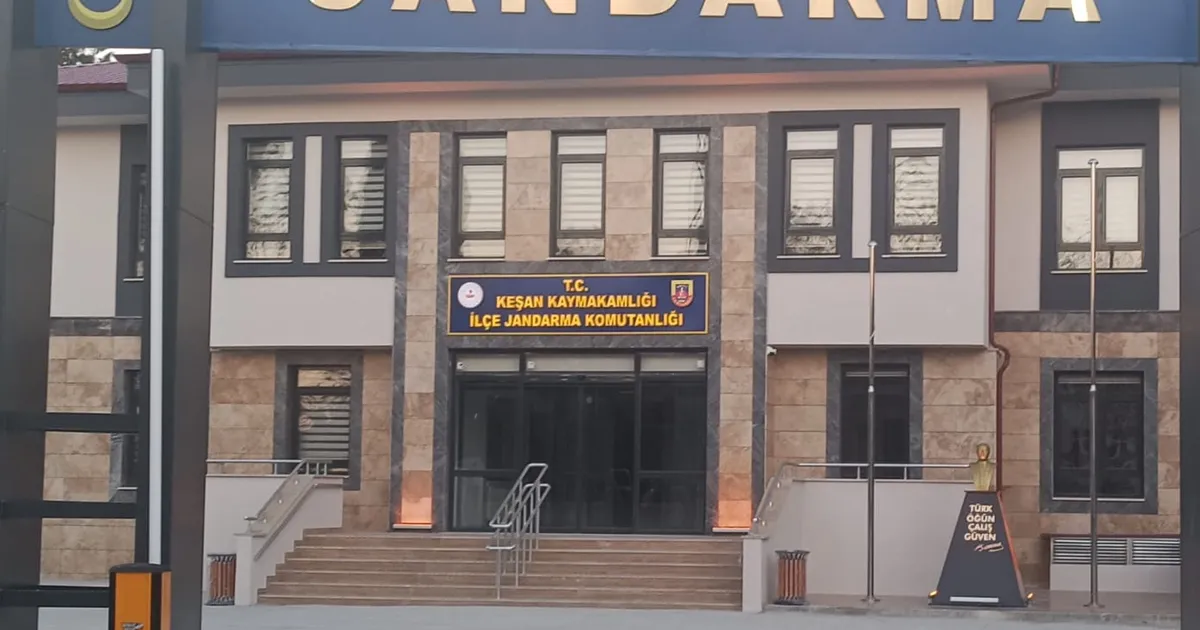 JANDARMA
T.C.
KEŞAN KAYMAKAMLIĞI
İLÇE JANDARMA KOMUTANLIĞI
TÜRK
ÖĞÜN
ÇALIŞ
GÜVEN